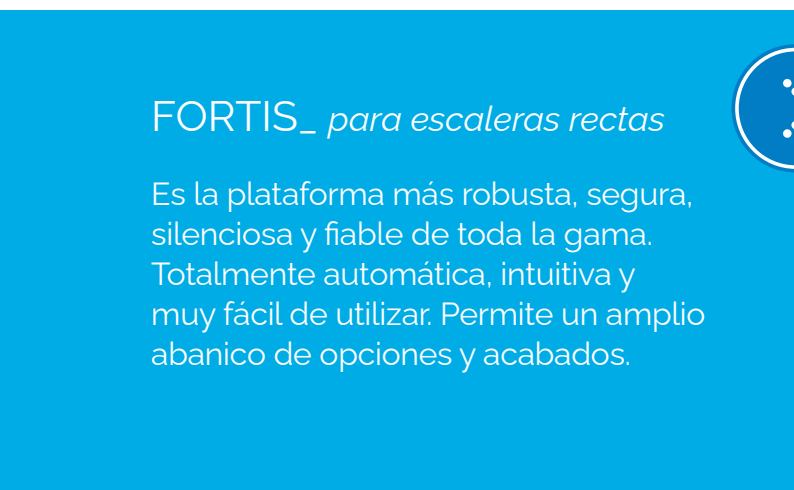 FORTIS_ para escaleras rectas
Es la plataforma más robusta, segura,
silenciosa y fiable de toda la gama.
Totalmente automática, intuitiva y
muy fácil de utilizar. Permite un amplio
abanico de opciones y acabados.